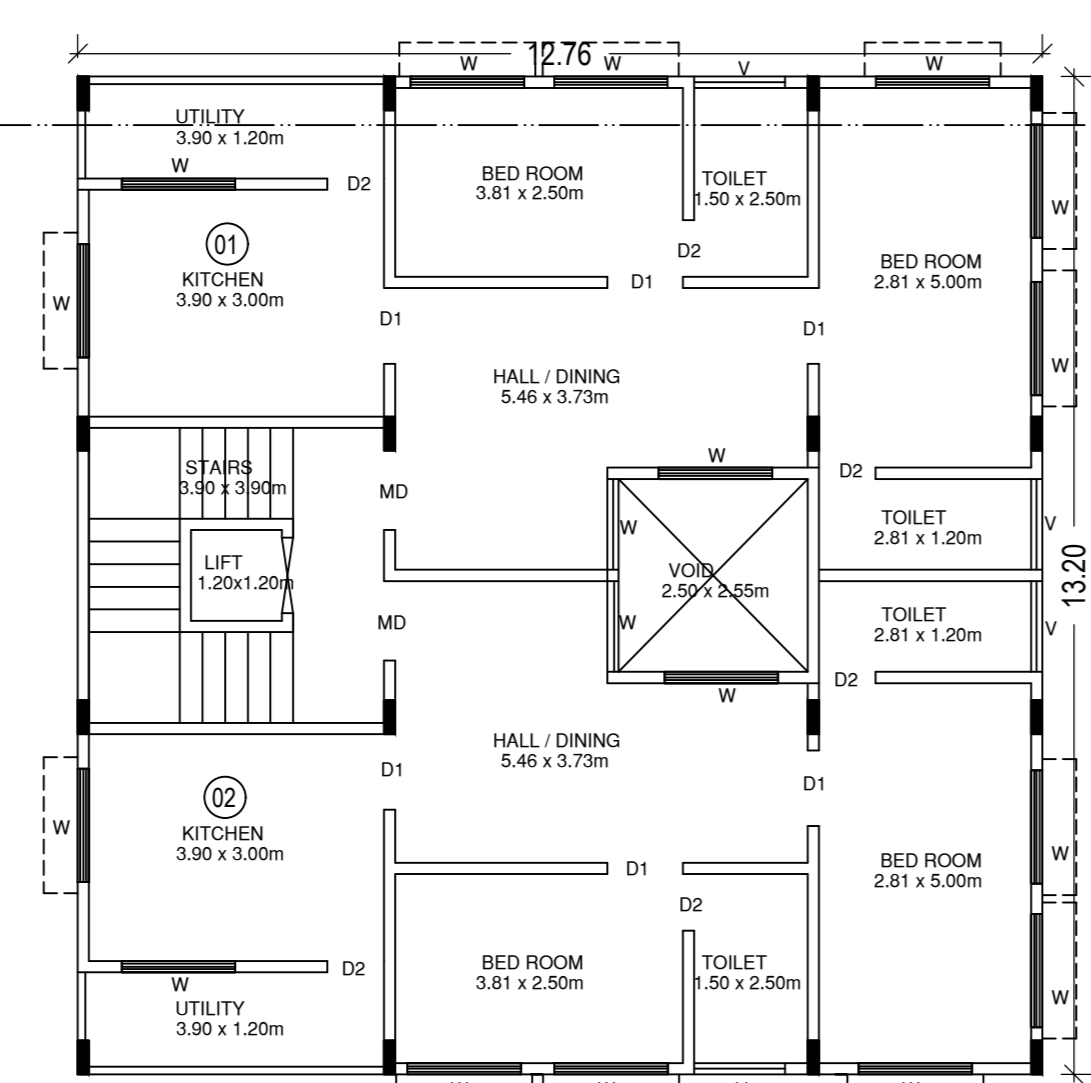 12.76
W
W
V
W
UTILITY
3.90 x 1.20m
W
D2
BED ROOM
3.81 x 2.50m
TOILET
1.50 x 2.50m
W
D2
D1
01
KITCHEN
3.90 x 3.00m
W
BED ROOM
2.81 x 5.00m
D1
D1
W
HALL / DINING
5.46 x 3.73m
W
D2
STAIRS
3.90 x 3.90m
MD
W
TOILET
2.81 x 1.20m
V
LIFT
1.20x1.20m
VOID
2.50 x 2.55m
13.20
MD
W
TOILET
2.81 x 1.20m
V
D2
W
HALL / DINING
5.46 x 3.73m
D1
D1
02
KITCHEN
3.90 x 3.00m
W
D1
BED ROOM
2.81 x 5.00m
W
D2
BED ROOM
3.81 x 2.50m
TOILET
1.50 x 2.50m
D2
W
UTILITY
3.90 x 1.20m
W